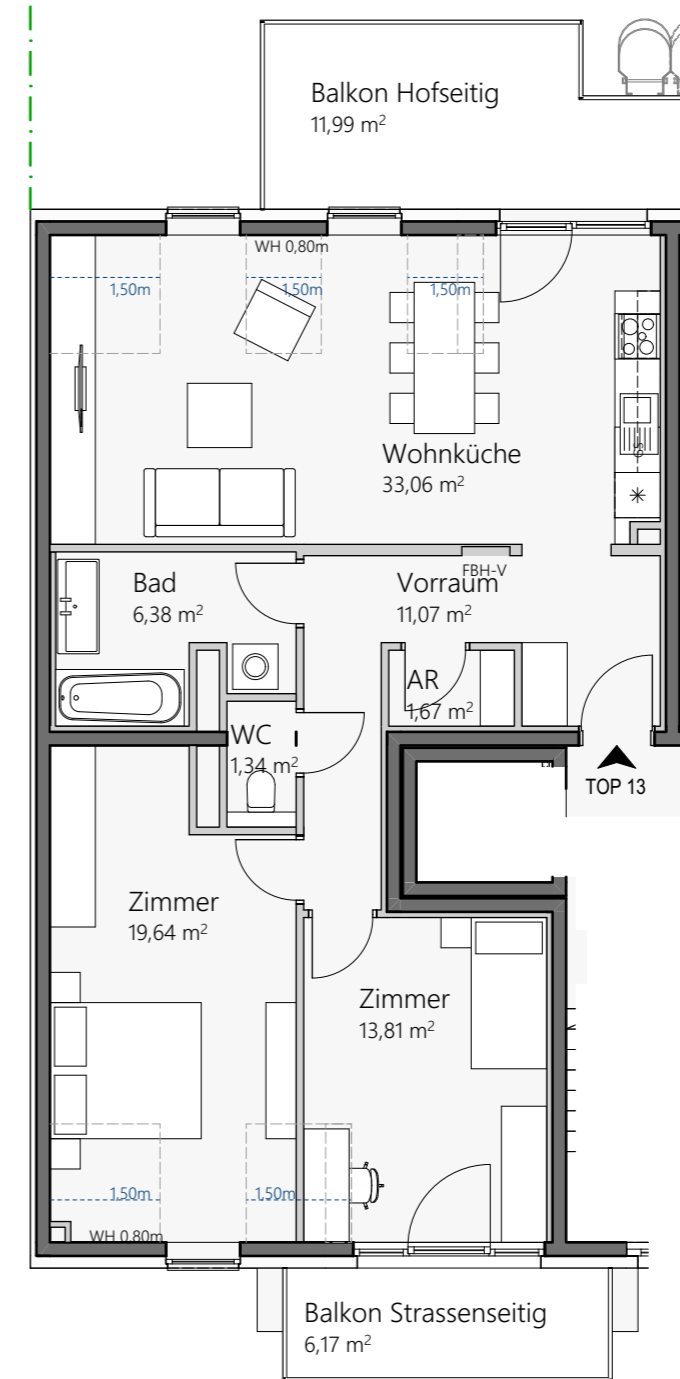 Balkon Hofseitig
11,99 m²
WH 0,80m
1,50m
1,50m
1,50m
Wohnküche
33,06 m²
GS
FBH-V
Bad
6,38 m²
Vorraum
11,07 m²
AR
1,67 m²
WC
1,34 m²
TOP 13
Zimmer
19,64 m²
Zimmer
13,81 m²
1,50m
1,50m
WH 0,80m
Balkon Strassenseitig
6,17 m²